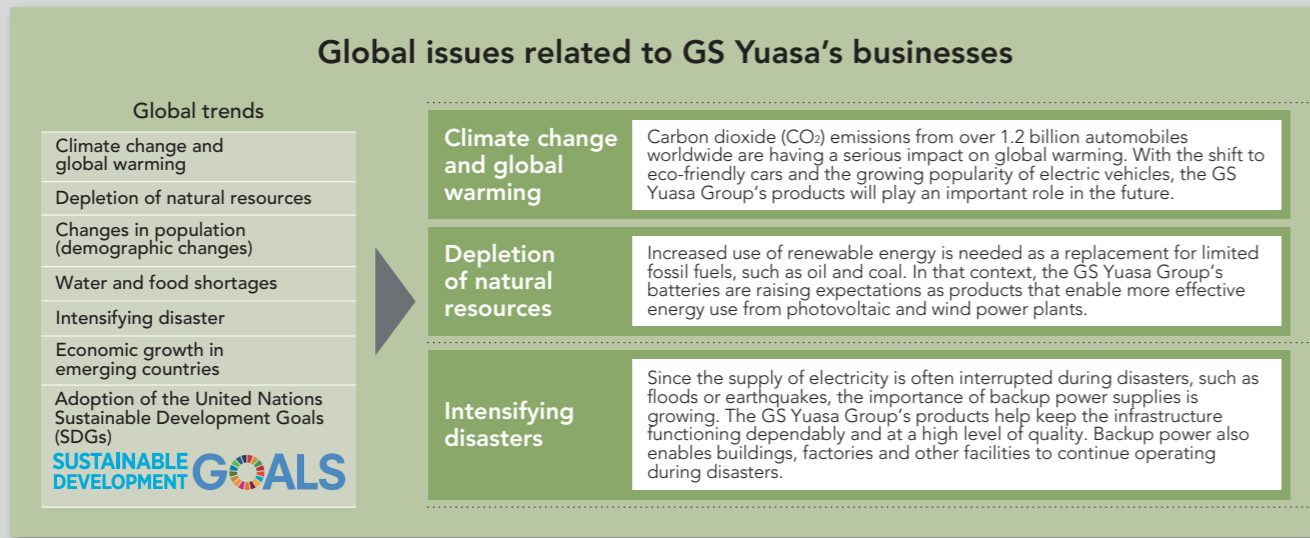 Global issues related to GS Yuasa's businesses
Global trends
Climate change and
global warming
Depletion of natural resources
Changes in population
(demographic changes)
Water and food shortages
Intensifying disaster
Economic growth in
emerging countries
Adoption of the United Nations
Sustainable Development Goals
(SDGs)
SUSTAINABLE
DEVELOPMENT
GOALS
Climate change
and global
warming
Carbon dioxide (CO₂) emissions from over 1.2 billion automobiles
worldwide are having a serious impact on global warming. With the shift to
eco-friendly cars and the growing popularity of electric vehicles, the GS
Yuasa Group's products will play an important role in the future.
Depletion
of natural
resources
Increased use of renewable energy is needed as a replacement for limited
fossil fuels, such as oil and coal. In that context, the GS Yuasa Group's
batteries are raising expectations as products that enable more effective
energy use from photovoltaic and wind power plants.
Intensifying
disasters
Since the supply of electricity is often interrupted during disasters, such as
floods or earthquakes, the importance of backup power supplies is
growing. The GS Yuasa Group's products help keep the infrastructure
functioning dependably and at a high level of quality. Backup power also
enables buildings, factories and other facilities to continue operating
during disasters.